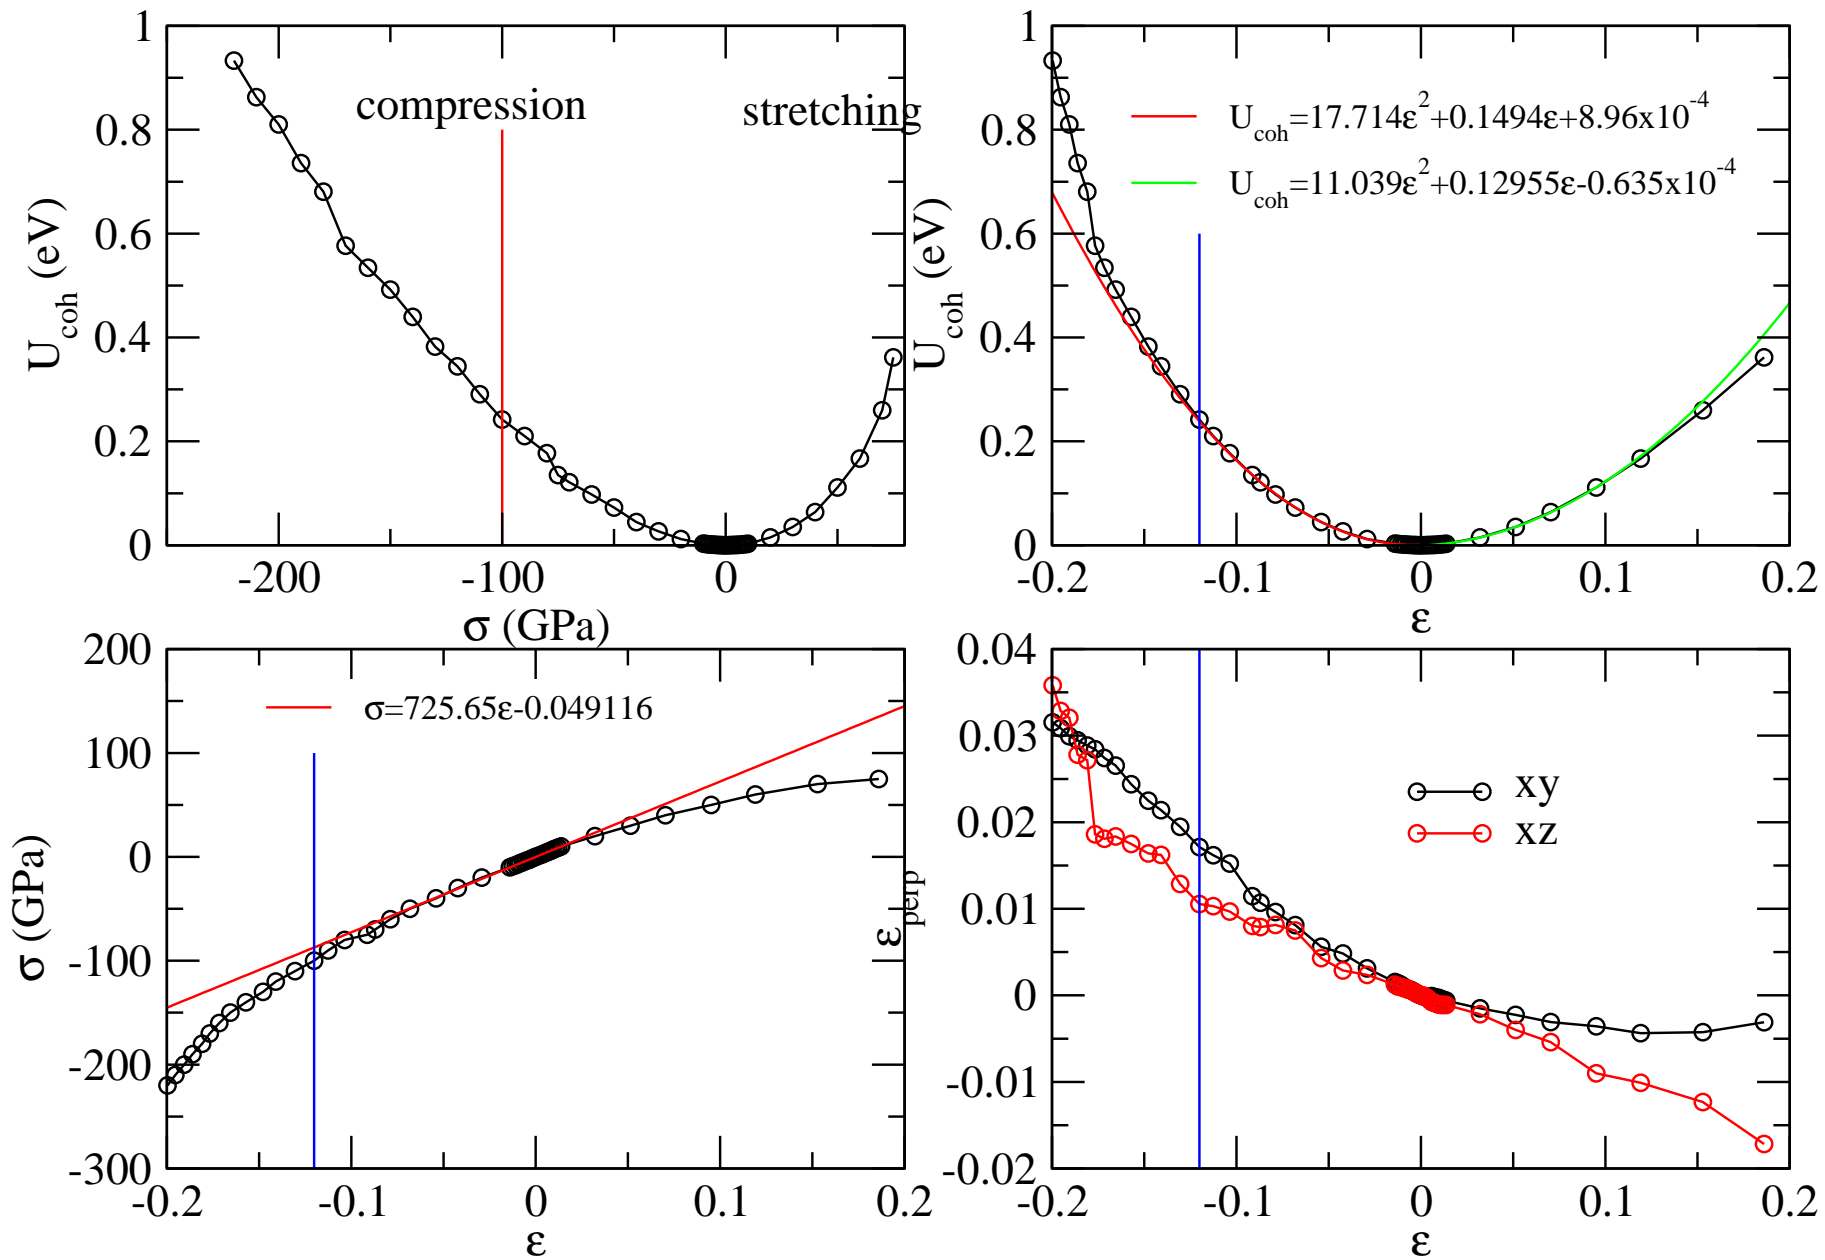 1
0.8
0.6
0.4
0.2
0
U_coh (eV)
compression
stretching
-200
-100
0
σ (GPa)
1
0.8
0.6
0.4
0.2
0
U_coh (eV)
U_coh=17.714ε^2+0.1494ε+8.96x10^-4
U_coh=11.039ε^2+0.12955ε-0.635x10^-4
-0.2
-0.1
0
0.1
0.2
ε
200
100
0
-100
-200
-300
σ (GPa)
σ=725.65ε-0.049116
-0.2
-0.1
0
0.1
0.2
ε
0.04
0.03
0.02
0.01
0
-0.01
-0.02
ε_perp
xy
xz
-0.2
-0.1
0
0.1
0.2
ε